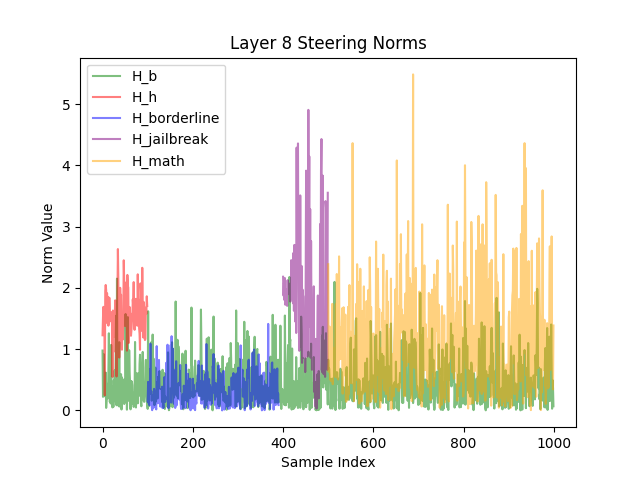 Layer 8 Steering Norms
H_b
H_h
H_borderline
H_jailbreak
H_math
Norm Value
5
4
3
2
1
0
0 200 400 600 800 1000
Sample Index